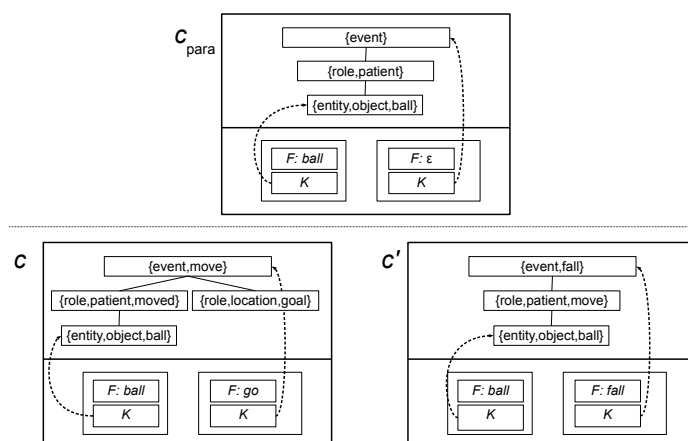 c para
{event}
{role,patient}
{entity,object,ball}
F: ball F: ε
K K
c c'
{event,move} {event,fall}
{role,patient,moved} {role,location,goal} {role,patient,move}
{entity,object,ball} {entity,object,ball}
F: ball F: go F: ball F: fall
K K K K